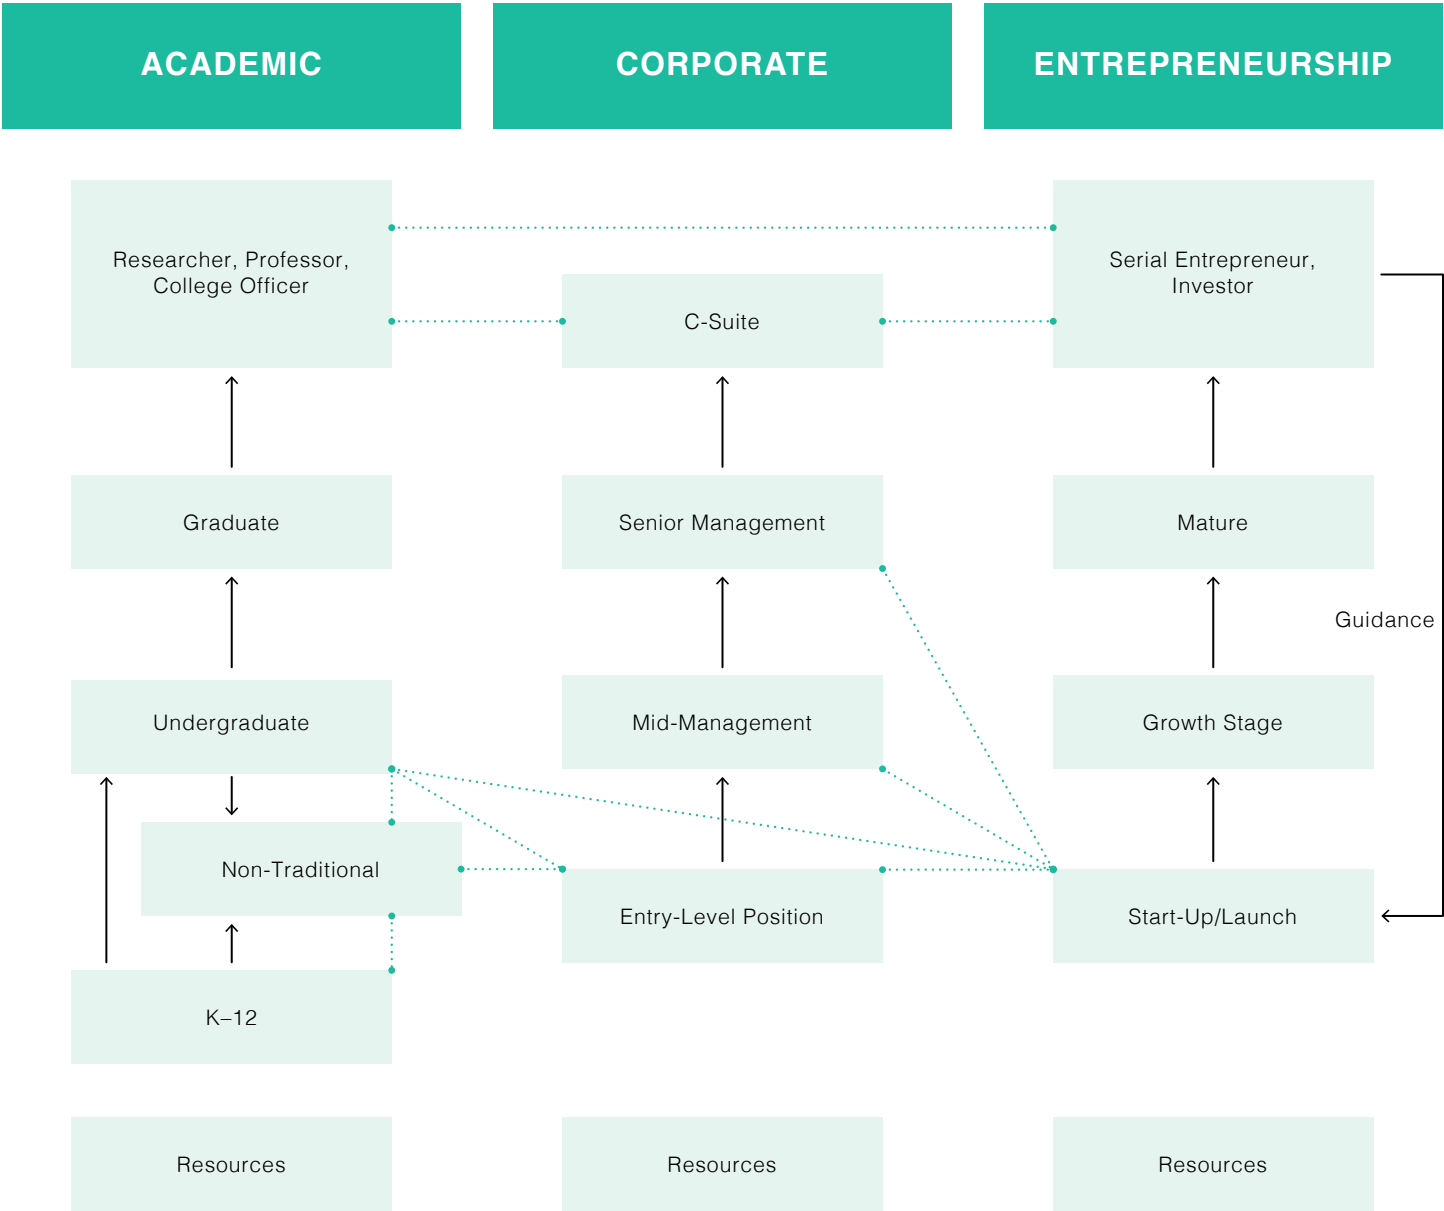 ACADEMIC
CORPORATE
ENTREPRENEURSHIP
Researcher, Professor,
College Officer
C-Suite
Serial Entrepreneur,
Investor
Graduate
Senior Management
Mature
Guidance
Undergraduate
Mid-Management
Growth Stage
Non-Traditional
Entry-Level Position
Start-Up/Launch
K–12
Resources
Resources
Resources